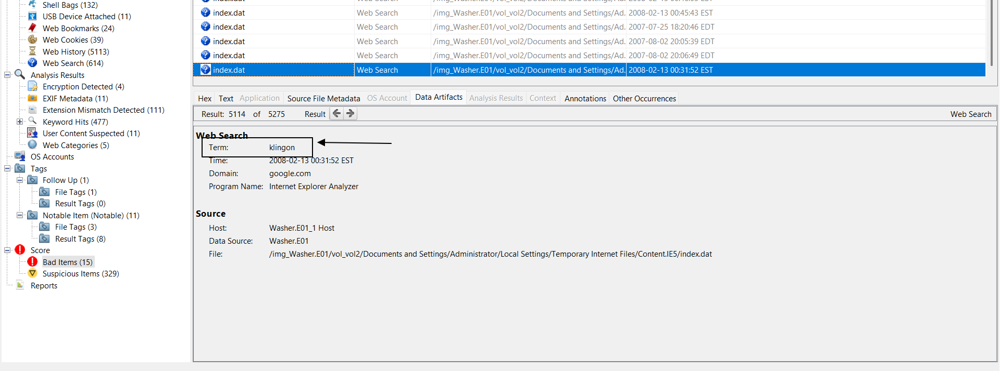 Shell Bags (132)
USB Device Attached (11)
Web Bookmarks (24)
Web Cookies (39)
Web History (5113)
Web Search (614)
Analysis Results
Encryption Detected (4)
EXIF Metadata (11)
Extension Mismatch Detected (111)
Keyword Hits (477)
User Content Suspected (11)
Web Categories (5)
OS Accounts
Tags
Follow Up (1)
File Tags (1)
Result Tags (0)
Notable Item (Notable) (11)
File Tags (3)
Result Tags (8)
Score
Bad Items (15)
Suspicious Items (329)
Reports
index.dat Web Search /img_Washer.E01/vol_vol2/Documents and Settings/Ad... 2008-02-13 00:45:43 EST
index.dat Web Search /img_Washer.E01/vol_vol2/Documents and Settings/Ad... 2007-07-25 18:20:46 EDT
index.dat Web Search /img_Washer.E01/vol_vol2/Documents and Settings/Ad... 2007-08-02 20:05:39 EDT
index.dat Web Search /img_Washer.E01/vol_vol2/Documents and Settings/Ad... 2007-08-02 20:06:49 EDT
index.dat Web Search /img_Washer.E01/vol_vol2/Documents and Settings/Ad... 2008-02-13 00:31:52 EST
Hex Text Application Source File Metadata OS Account Data Artifacts Analysis Results Context Annotations Other Occurrences
Result: 5114 of 5275 Result Web Search
Web Search
Term: klingon
Time: 2008-02-13 00:31:52 EST
Domain: google.com
Program Name: Internet Explorer Analyzer
Source
Host: Washer.E01_1 Host
Data Source: Washer.E01
File: /img_Washer.E01/vol_vol2/Documents and Settings/Administrator/Local Settings/Temporary Internet Files/Content.IE5/index.dat